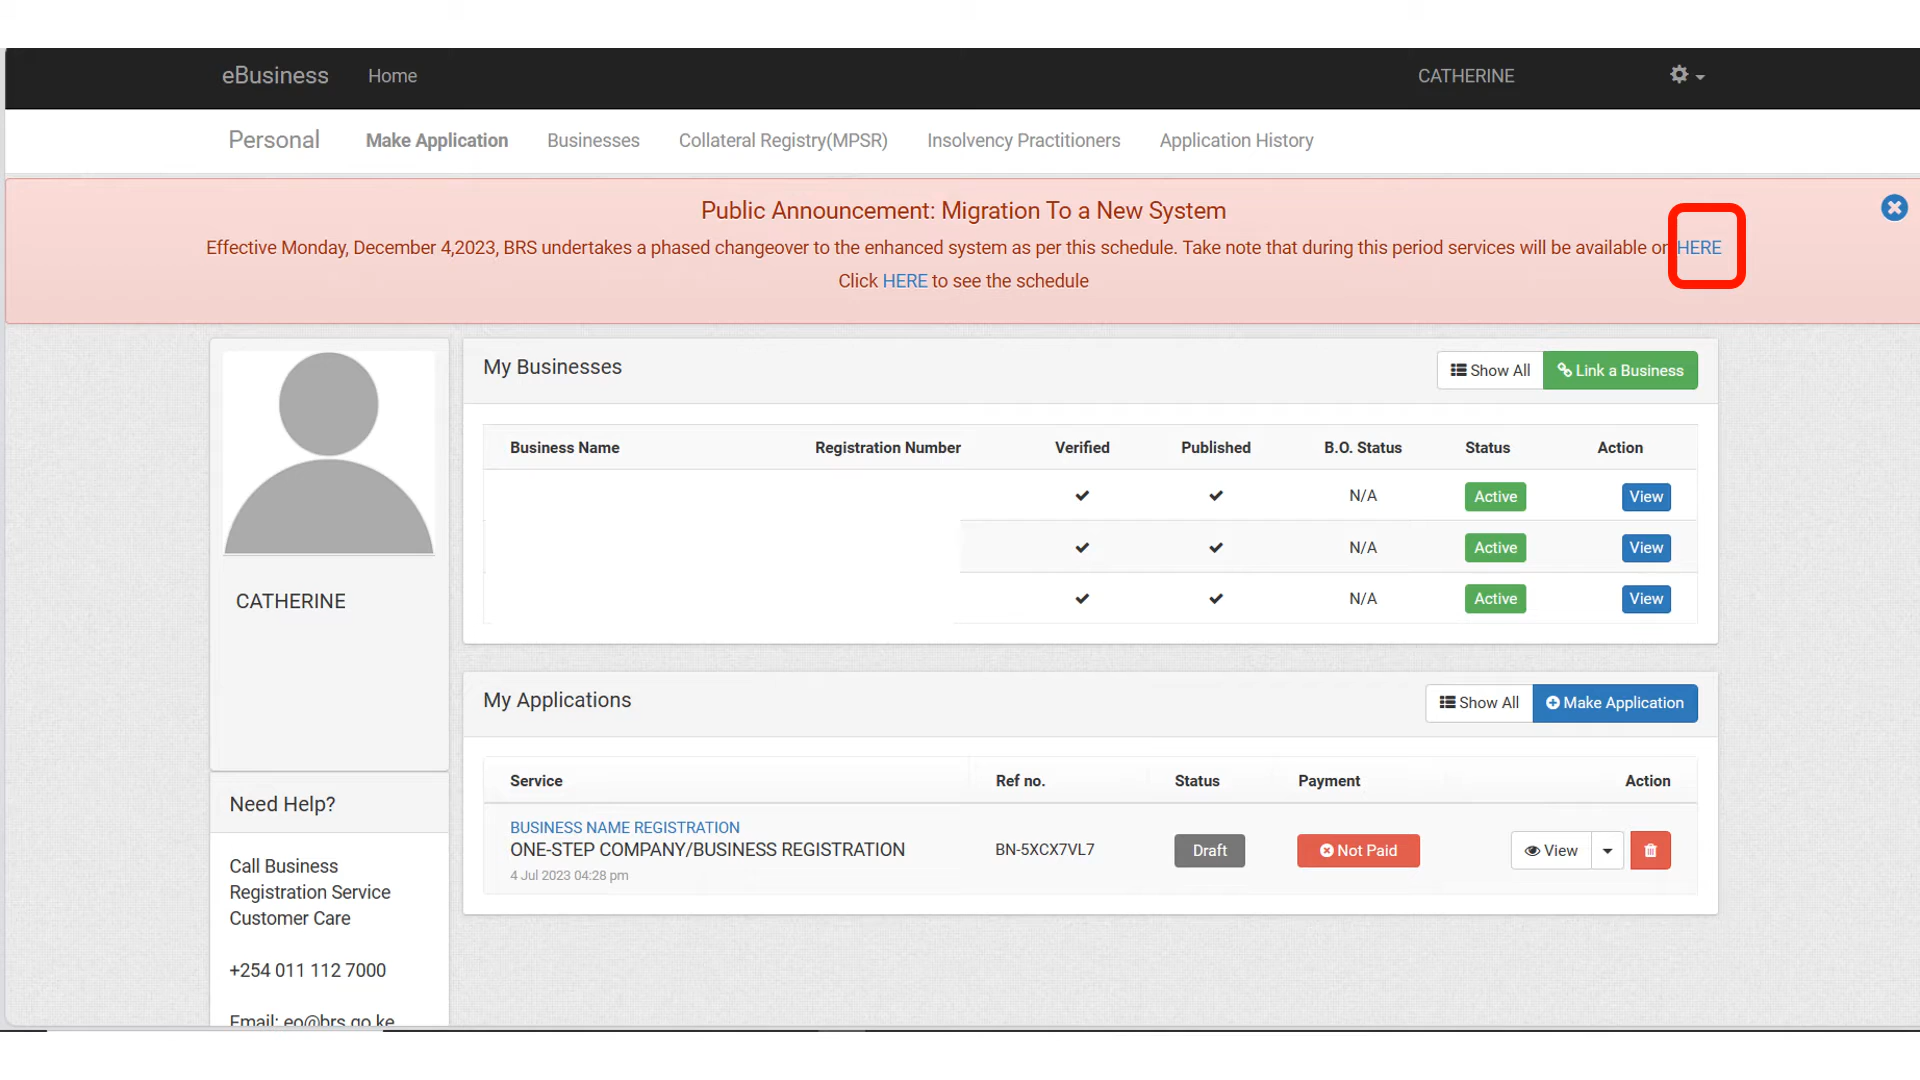 eBusiness Home CATHERINE
Personal Make Application Businesses Collateral Registry(MPSR) Insolvency Practitioners Application History
Public Announcement: Migration To a New System
Effective Monday, December 4,2023, BRS undertakes a phased changeover to the enhanced system as per this schedule. Take note that during this period services will be available on HERE
Click HERE to see the schedule
My Businesses Show All Link a Business
Business Name Registration Number Verified Published B.O. Status Status Action
N/A Active View
N/A Active View
N/A Active View
CATHERINE
My Applications Show All Make Application
Service Ref no. Status Payment Action
BUSINESS NAME REGISTRATION
ONE-STEP COMPANY/BUSINESS REGISTRATION BN-5XCX7VL7 Draft Not Paid View
4 Jul 2023 04:28 pm
Need Help?
Call Business
Registration Service
Customer Care
+254 011 112 7000
Email: eo@brs.go.ke